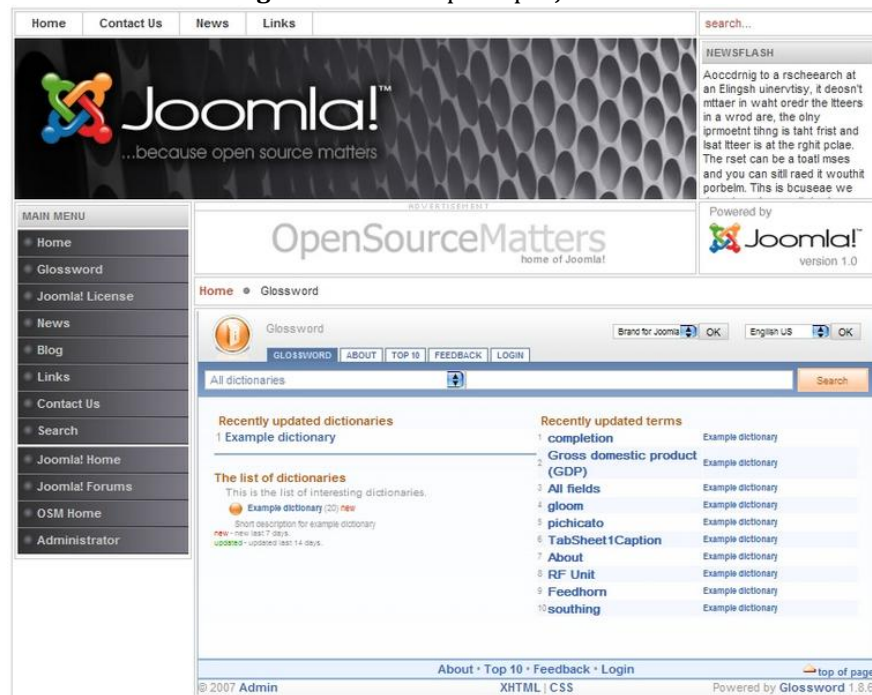 Home Contact Us News Links
search...
Joomla!™
...because open source matters
NEWSFLASH
Aoccdrnig to a rscheearch at
an Elingsh uinervtisy, it deosn't
mttaer in waht oredr the ltteers
in a wrod are, the olny
iprmoetnt tihng is taht frist and
lsat ltteer is at the rghit pclae.
The rset can be a toatl mses
and you can sitll raed it wouthit
porbelm. Tihs is bcuseae we
MAIN MENU
Home
Glossword
Joomla! License
News
Blog
Links
Contact Us
Search
Joomla! Home
Joomla! Forums
OSM Home
Administrator
ADVERTISEMENT
OpenSourceMatters
home of Joomla!
Powered by
Joomla!™
version 1.0
Home Glossword
Glossword
Brand for Joomla OK English US OK
GLOSSWORD ABOUT TOP 10 FEEDBACK LOGIN
All dictionaries Search
Recently updated dictionaries
1 Example dictionary
The list of dictionaries
This is the list of interesting dictionaries.
Example dictionary (20) new
Short description for example dictionary
new - new last 7 days.
updated - updated last 14 days.
Recently updated terms
1 completion Example dictionary
2 Gross domestic product
(GDP) Example dictionary
3 All fields Example dictionary
4 gloom Example dictionary
5 pichicato Example dictionary
6 TabSheet1Caption Example dictionary
7 About Example dictionary
8 RF Unit Example dictionary
9 Feedhorn Example dictionary
10 southing Example dictionary
About · Top 10 · Feedback · Login
top of page
© 2007 Admin XHTML | CSS Powered by Glossword 1.8.6